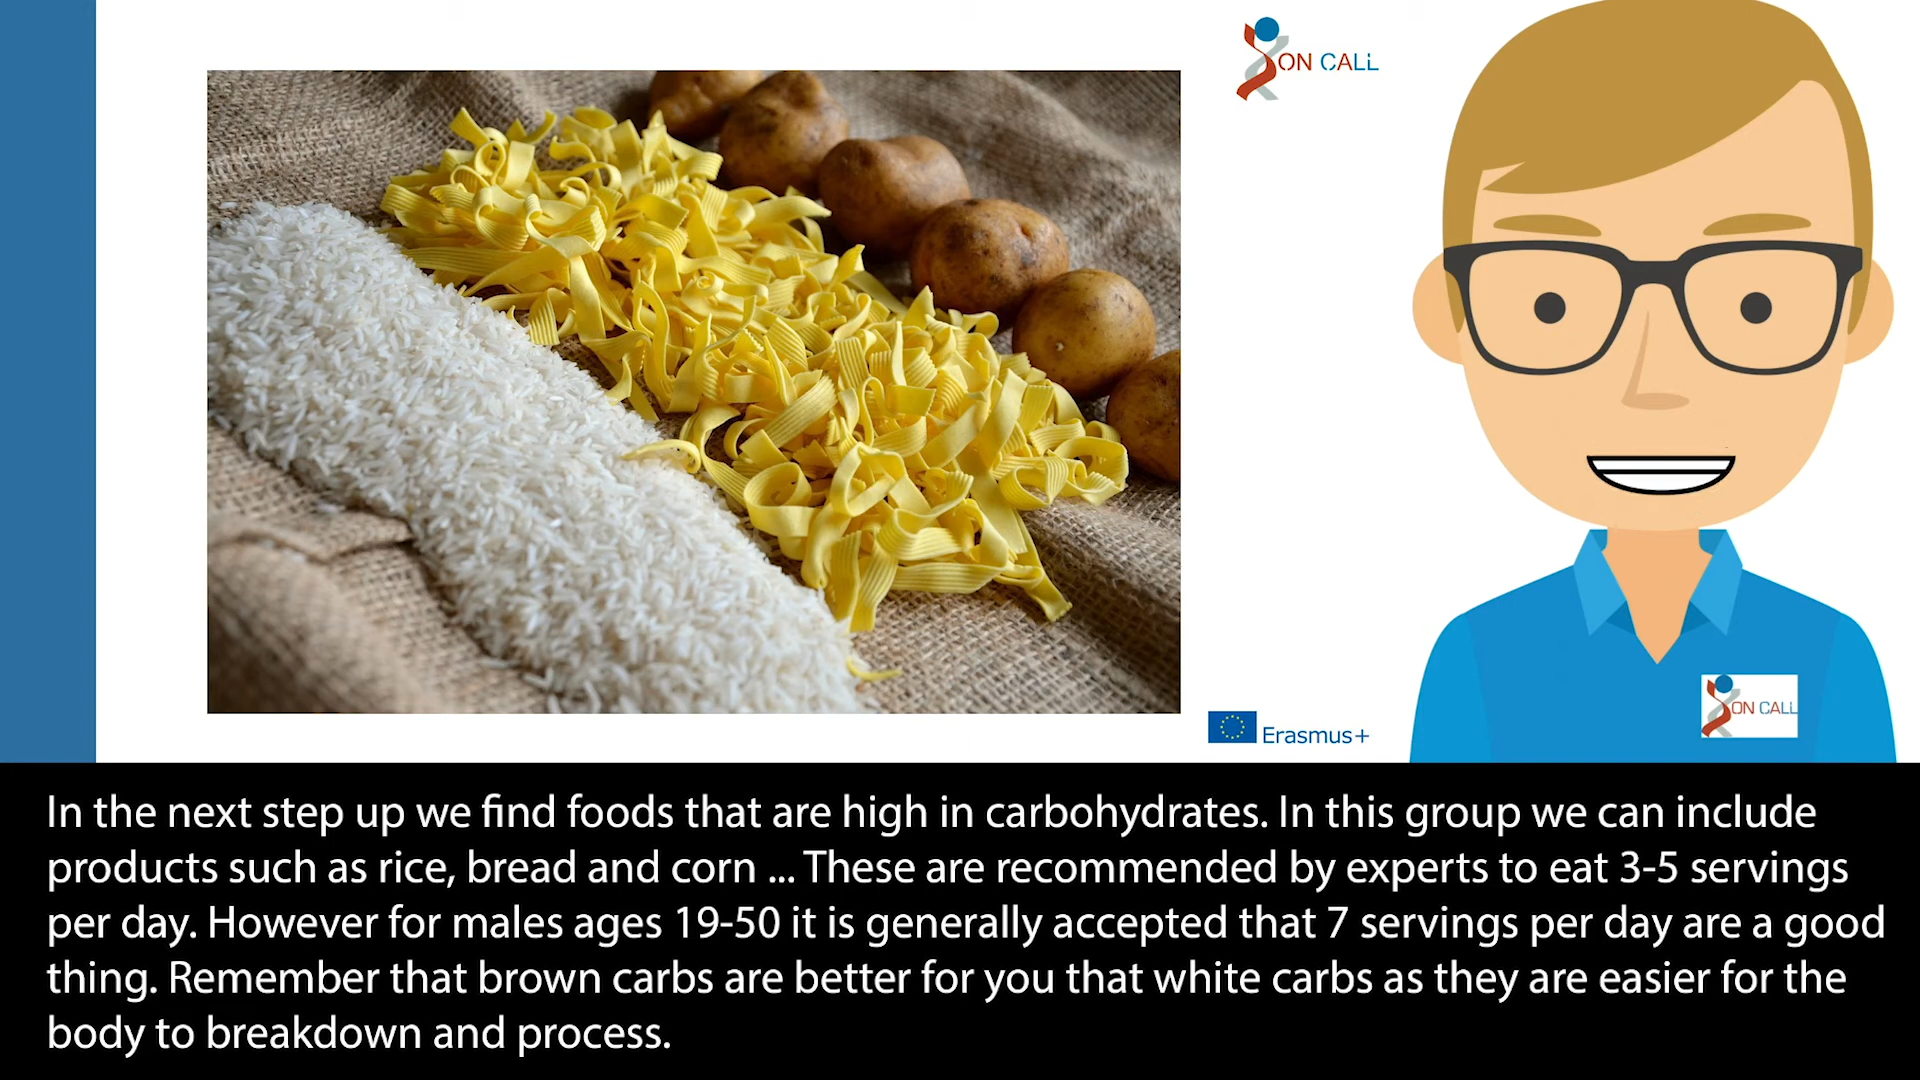 ON CALL
Erasmus+
ON CALL
In the next step up we find foods that are high in carbohydrates. In this group we can include
products such as rice, bread and corn ... These are recommended by experts to eat 3-5 servings
per day. However for males ages 19-50 it is generally accepted that 7 servings per day are a good
thing. Remember that brown carbs are better for you that white carbs as they are easier for the
body to breakdown and process.